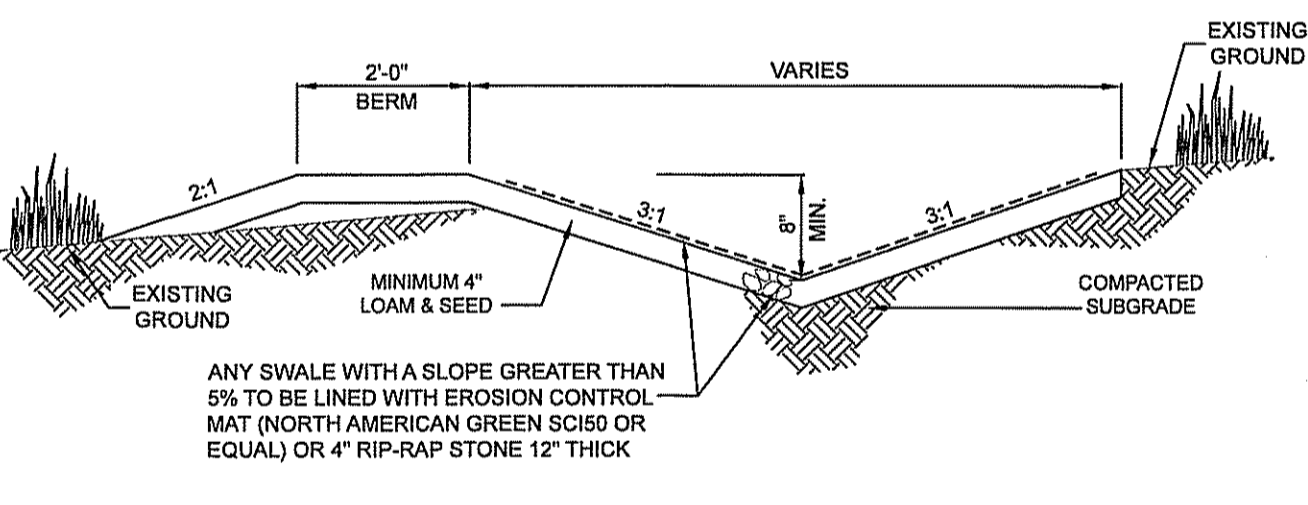 EXISTING
GROUND
2'-0"
BERM
VARIES
2:1
3:1
8"
MIN.
3:1
EXISTING
GROUND
MINIMUM 4"
LOAM & SEED
COMPACTED
SUBGRADE
ANY SWALE WITH A SLOPE GREATER THAN
5% TO BE LINED WITH EROSION CONTROL
MAT (NORTH AMERICAN GREEN SCI50 OR
EQUAL) OR 4" RIP-RAP STONE 12" THICK